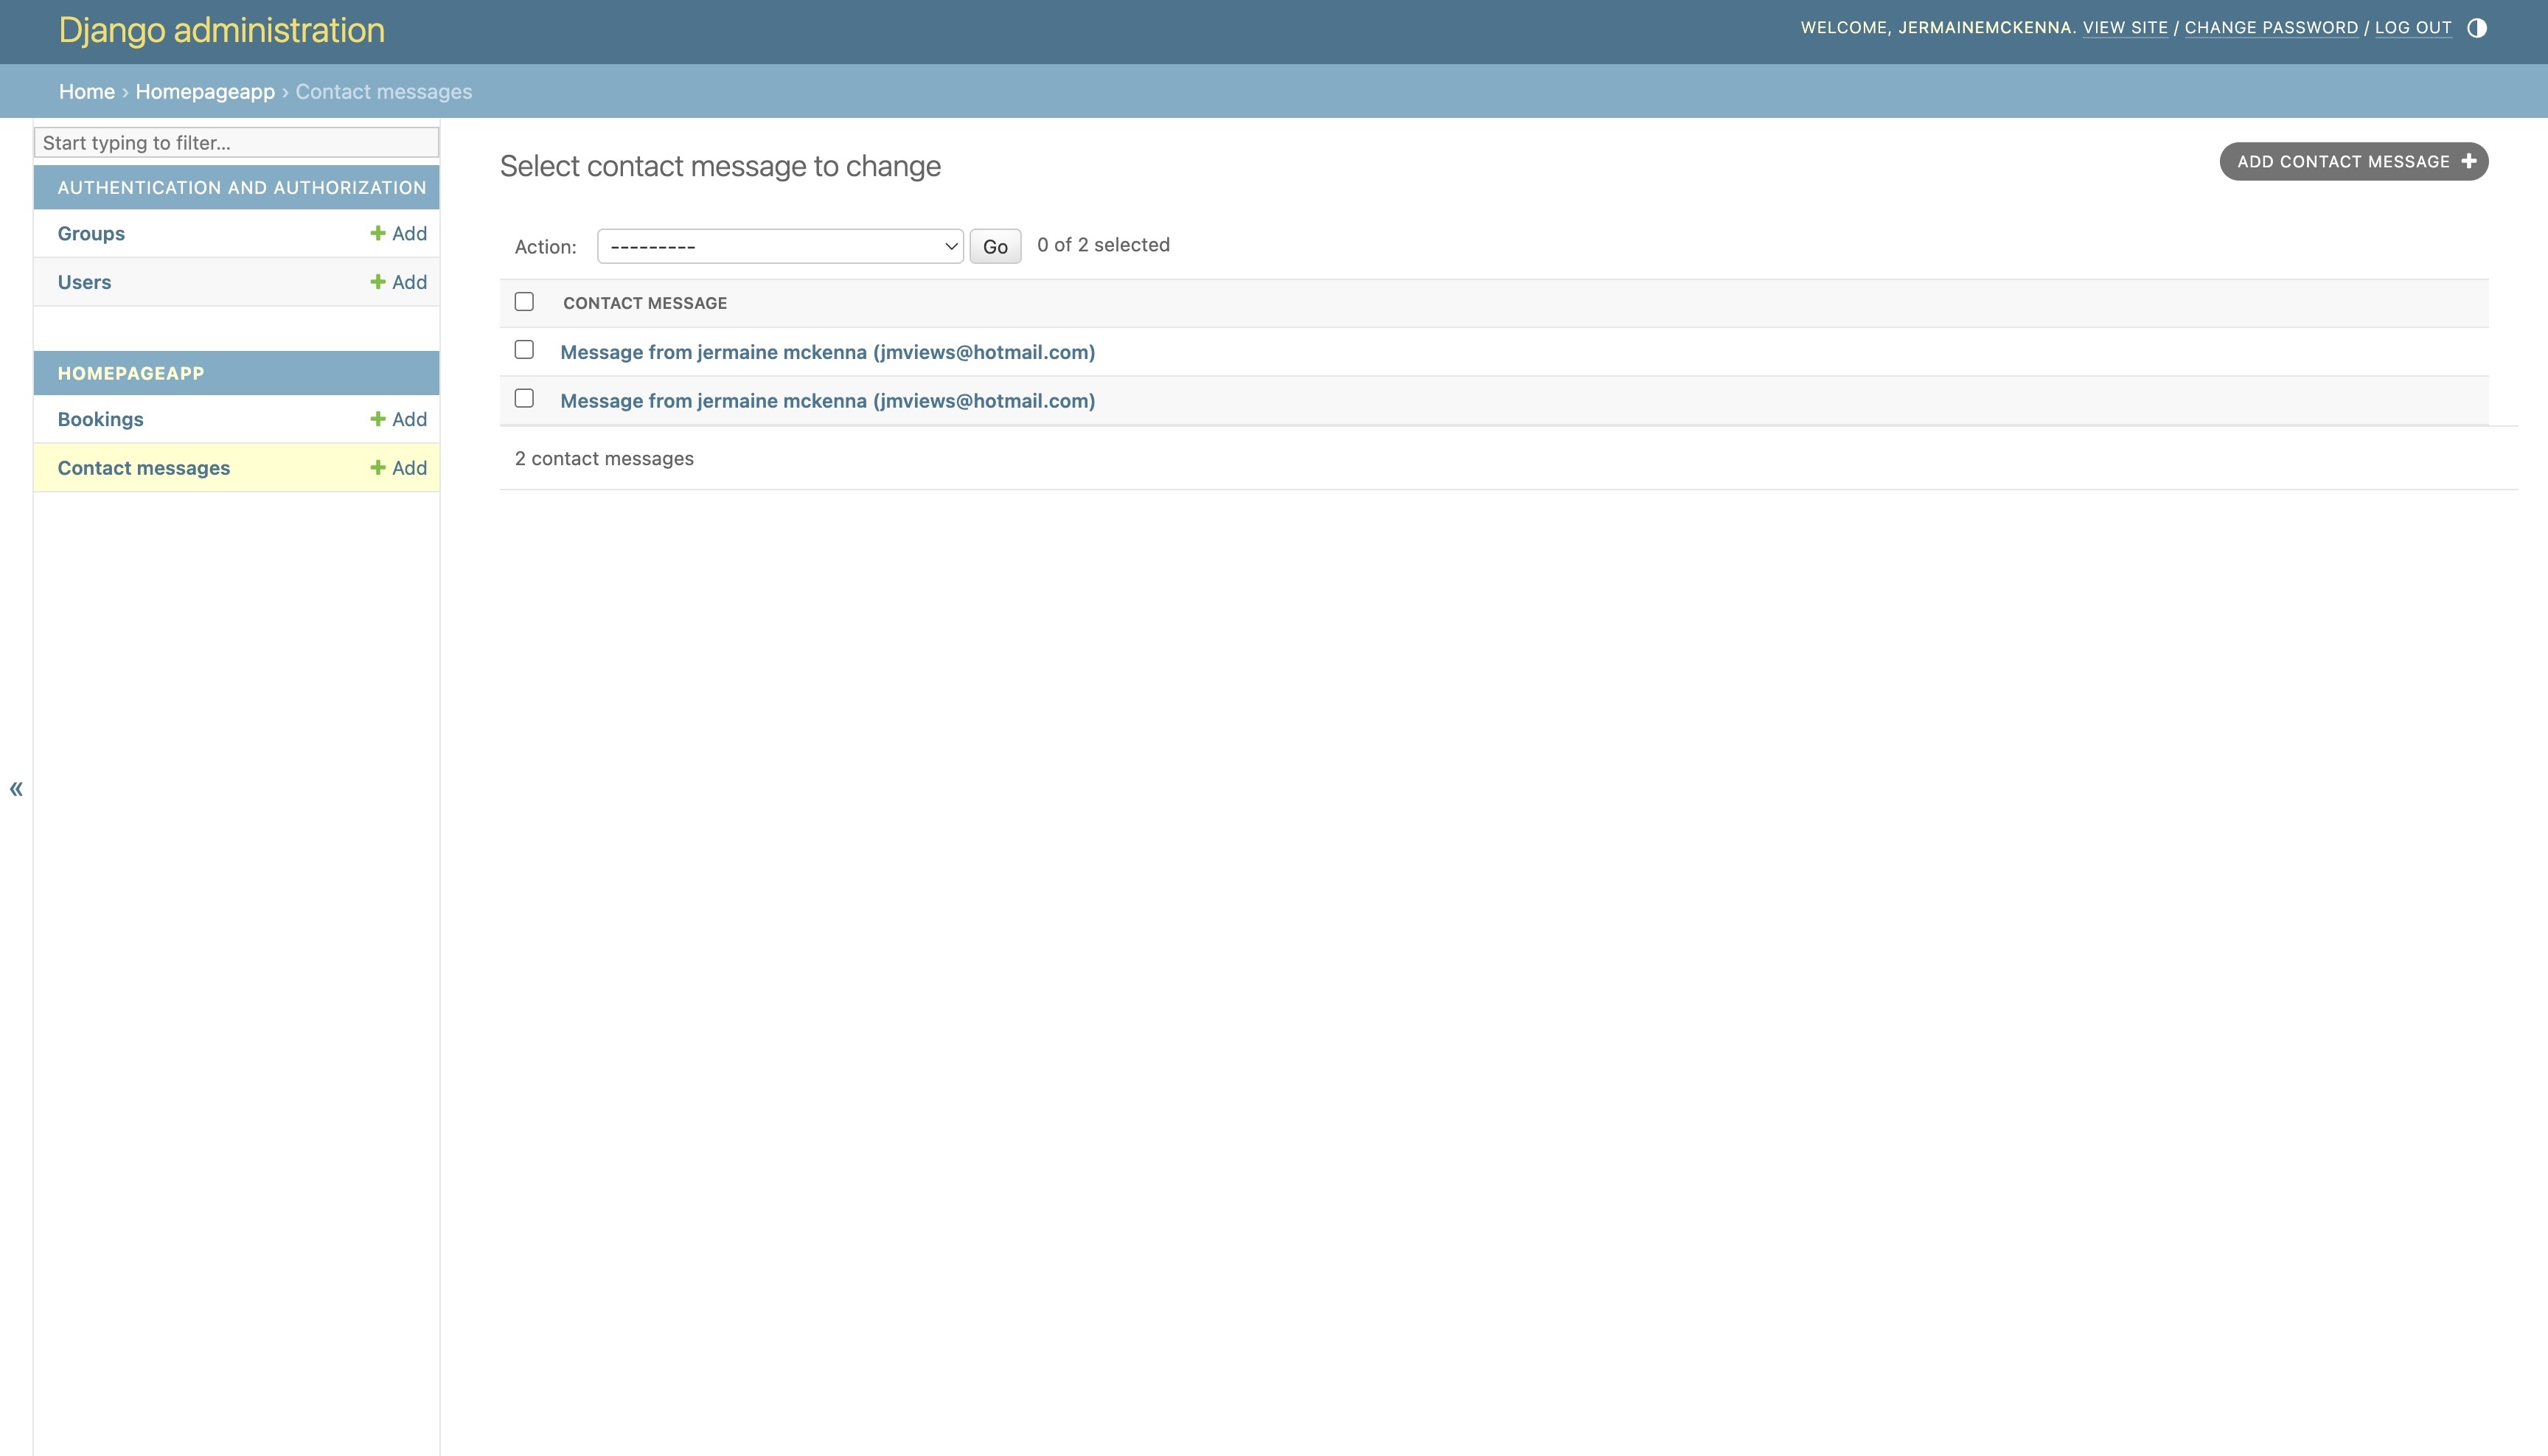 Django administration
WELCOME, JERMAINEMCKENNA. VIEW SITE / CHANGE PASSWORD / LOG OUT
Home › Homepageapp › Contact messages
Start typing to filter...
AUTHENTICATION AND AUTHORIZATION
Groups + Add
Users + Add
HOMEPAGEAPP
Bookings + Add
Contact messages + Add
«
Select contact message to change
ADD CONTACT MESSAGE +
Action: --------- Go 0 of 2 selected
CONTACT MESSAGE
Message from jermaine mckenna (jmviews@hotmail.com)
Message from jermaine mckenna (jmviews@hotmail.com)
2 contact messages